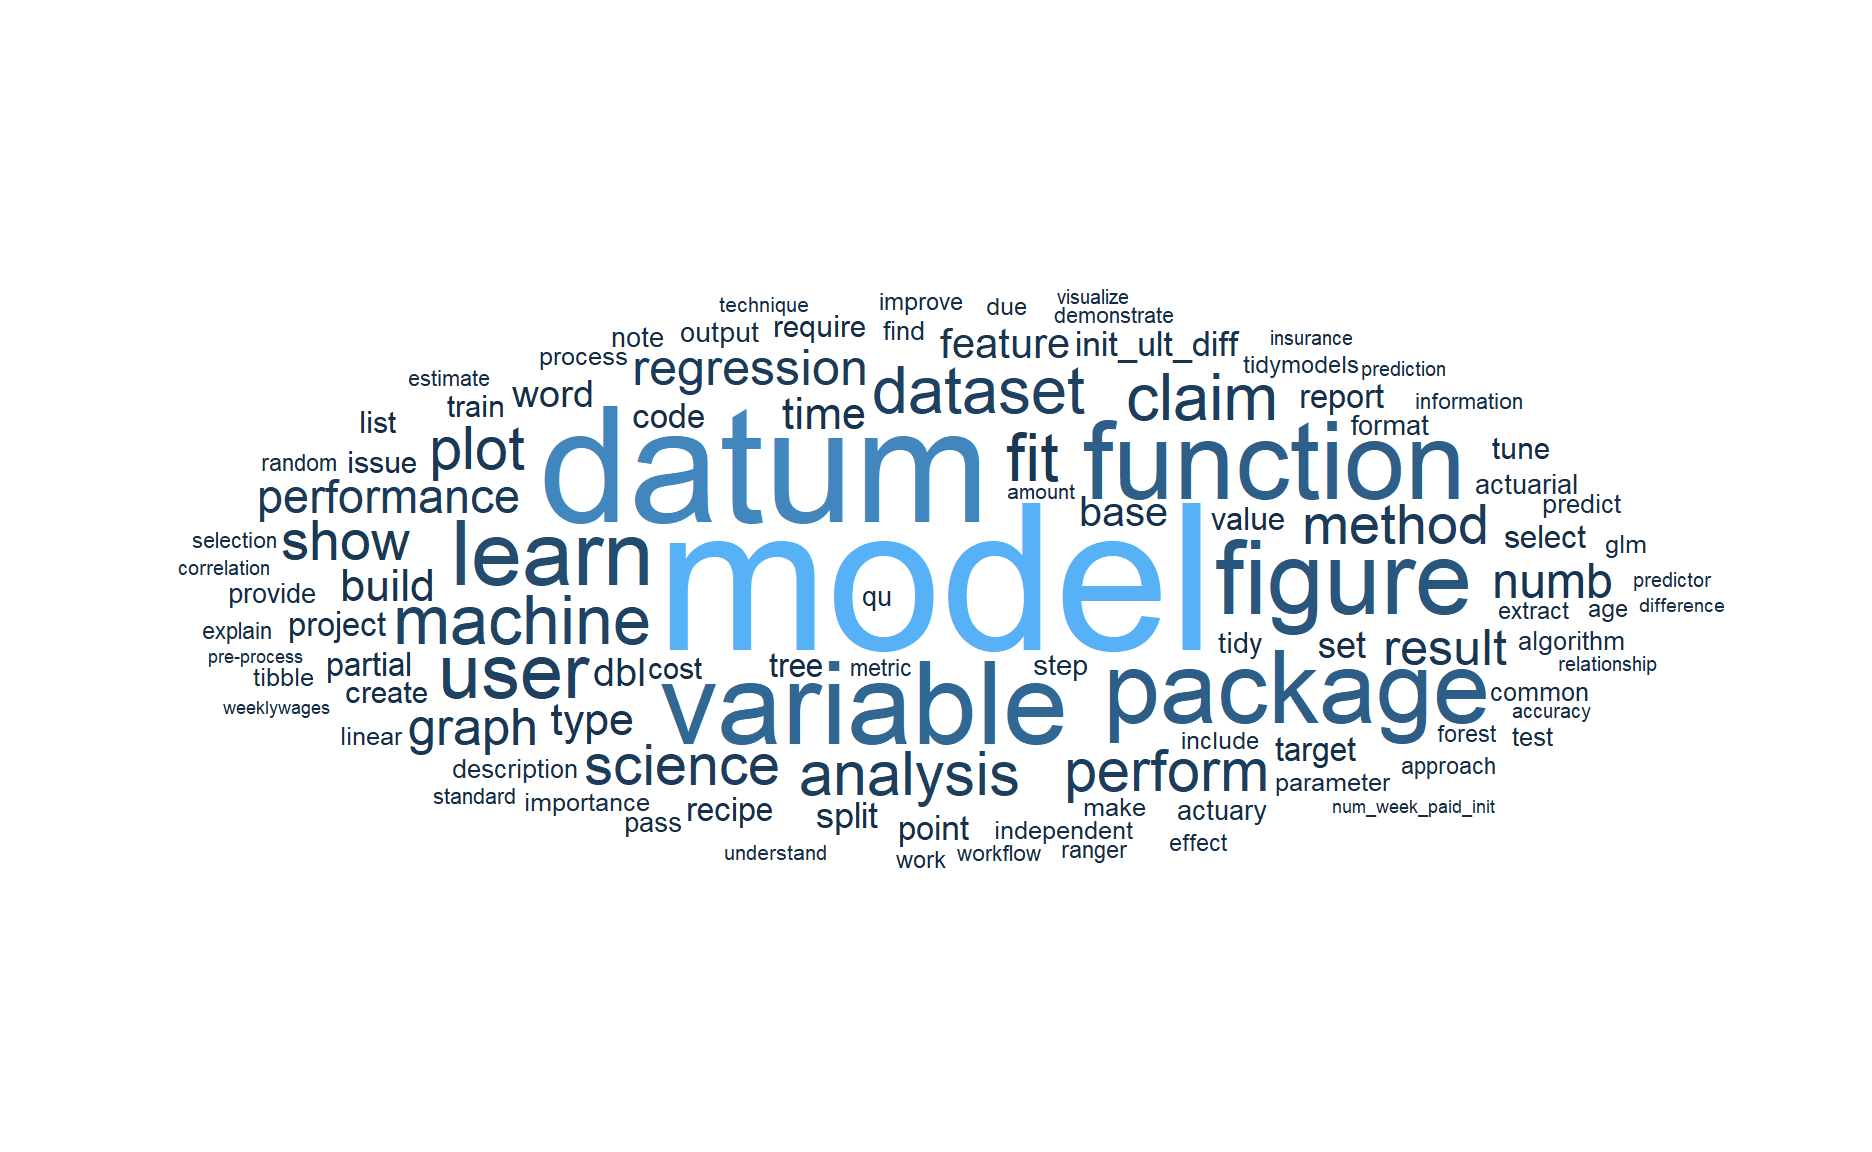 visualize
technique improve due
demonstrate
note output require find
feature init_ult_diff insurance
process regression tidymodels prediction
estimate word dataset claim report information
list train code time format
random issue plot datum fit function tune
performance amount actuarial
base value method predict
selection show learn select glm
correlation build model figure numb predictor
provide qu extract age difference
explain project machine tidy set result algorithm
pre-process partial user dbl cost tree metric step relationship
tibble create variable package common
weeklywages accuracy
linear graph type include target forest test
description science analysis perform parameter approach
standard importance recipe split make actuary num_week_paid_init
pass point independent
understand work workflow ranger effect